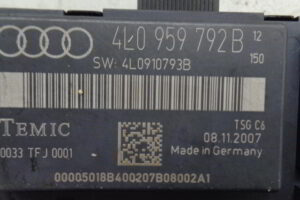 4L0 959 792B 12
SW: 4L0910793B 150
TEMIC
TSG C6
0033 TFJ 0001
08.11.2007
Made in Germany
00005018B400207B08002A1